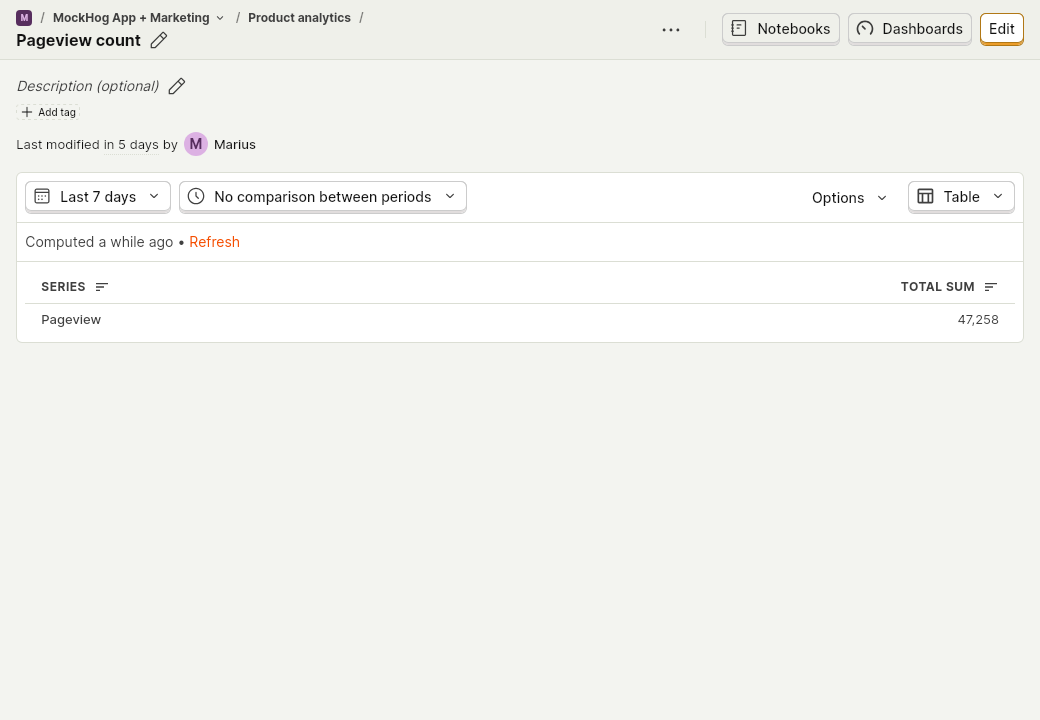 M / MockHog App + Marketing / Product analytics /
Pageview count
Notebooks
Dashboards
Edit
Description (optional)
Add tag
Last modified in 5 days by M Marius
Last 7 days
No comparison between periods
Options
Table
Computed a while ago • Refresh
SERIES TOTAL SUM
Pageview 47,258